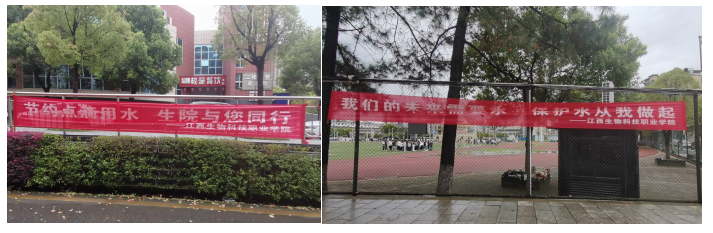 节约点滴用水 生院与您同行
—江西生物科技职业学院
我们的未来需要水 保护水从我做起
—江西生物科技职业学院